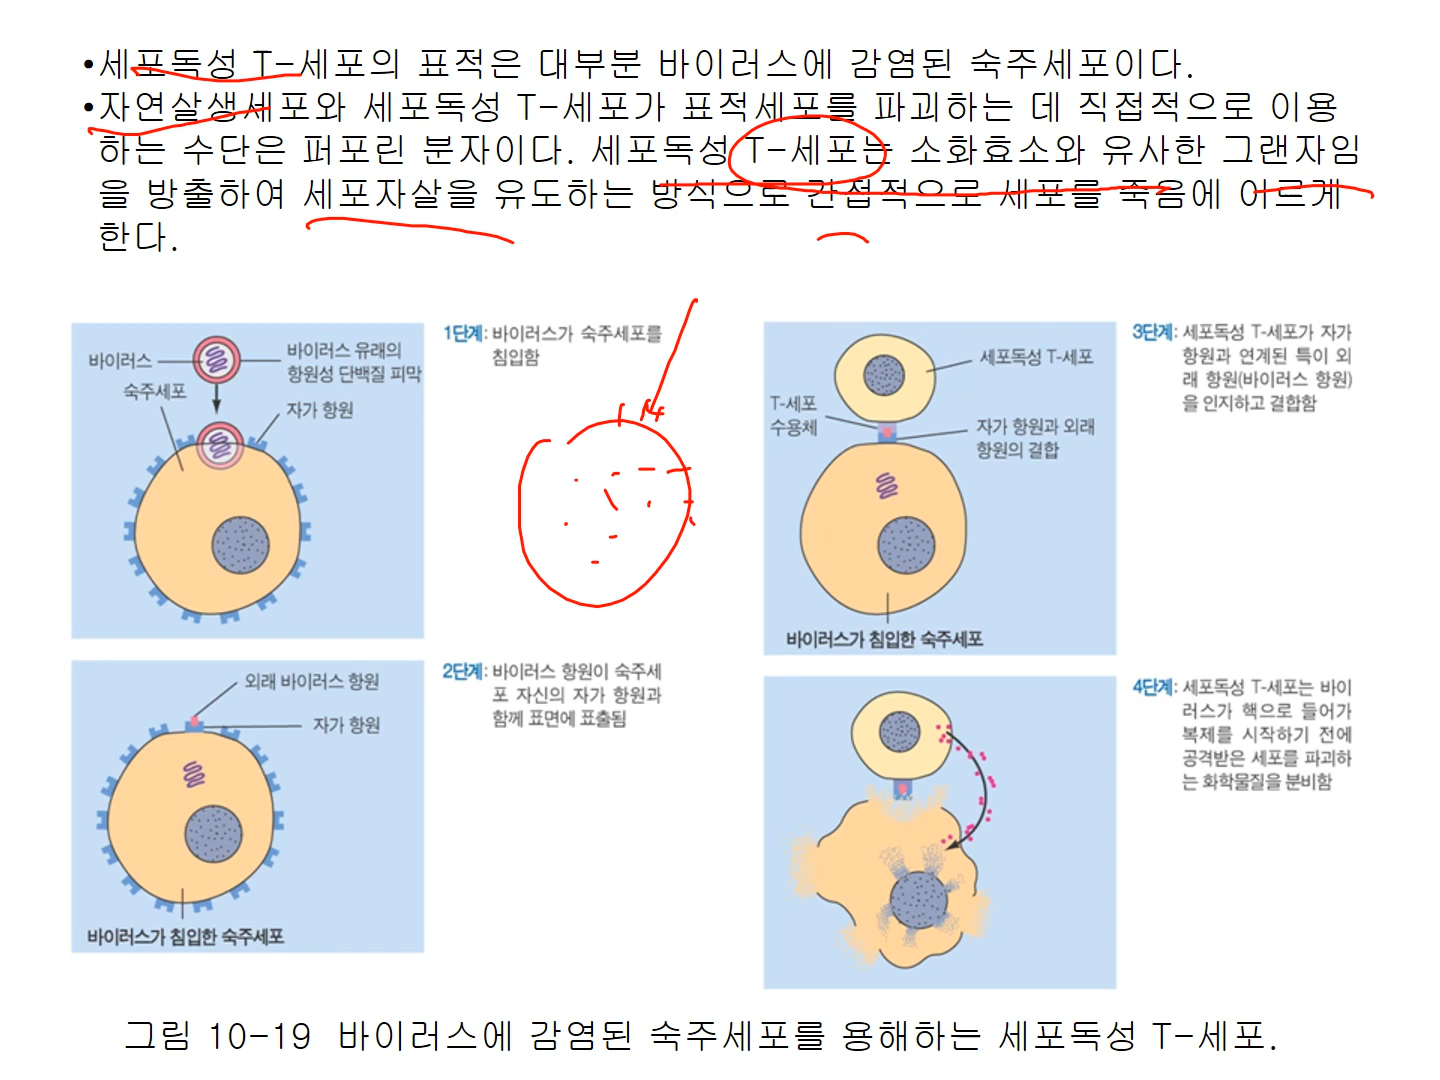 •세포독성 T-세포의 표적은 대부분 바이러스에 감염된 숙주세포이다.
•자연살생세포와 세포독성 T-세포가 표적세포를 파괴하는 데 직접적으로 이용
하는 수단은 퍼포린 분자이다. 세포독성 T-세포는 소화효소와 유사한 그랜자임
을 방출하여 세포자살을 유도하는 방식으로 간접적으로 세포를 죽음에 이르게
한다.
바이러스
바이러스 유래의
항원성 단백질 피막
숙주세포
자가 항원
1단계: 바이러스가 숙주세포를
침입함
외래 바이러스 항원
자가 항원
바이러스가 침입한 숙주세포
2단계: 바이러스 항원이 숙주세
포 자신의 자가 항원과
함께 표면에 표출됨
세포독성 T-세포
T-세포
수용체
자가 항원과 외래
항원의 결합
바이러스가 침입한 숙주세포
3단계: 세포독성 T-세포가 자가
항원과 연계된 특이 외
래 항원(바이러스 항원)
을 인지하고 결합함
4단계: 세포독성 T-세포는 바이
러스가 핵으로 들어가
복제를 시작하기 전에
공격받은 세포를 파괴하
는 화학물질을 분비함
그림 10-19 바이러스에 감염된 숙주세포를 용해하는 세포독성 T-세포.